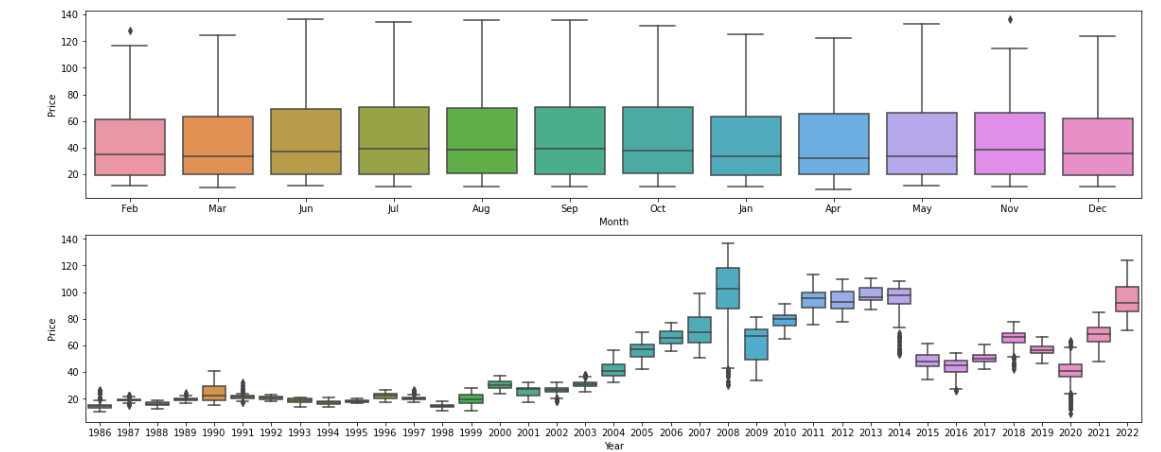 140
120
100
80
60
40
20
Price
Feb Mar Jun Jul Aug Sep Oct Jan Apr May Nov Dec
Month
140
120
100
80
60
40
20
Price
1986 1987 1988 1989 1990 1991 1992 1993 1994 1995 1996 1997 1998 1999 2000 2001 2002 2003 2004 2005 2006 2007 2008 2009 2010 2011 2012 2013 2014 2015 2016 2017 2018 2019 2020 2021 2022
Year